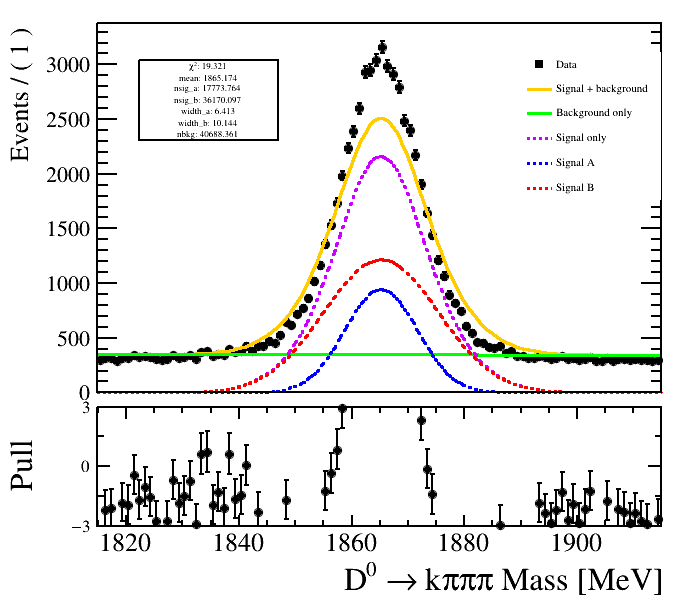 Events / ( 1 )
3000
2500
2000
1500
1000
500
0
χ²: 19.321
mean: 1865.174
nsig_a: 17773.764
nsig_b: 36170.097
width_a: 6.413
width_b: 10.144
nbkg: 40688.361
Data
Signal + background
Background only
Signal only
Signal A
Signal B
Pull
3
0
−3
1820 1840 1860 1880 1900
D⁰ → kπππ Mass [MeV]